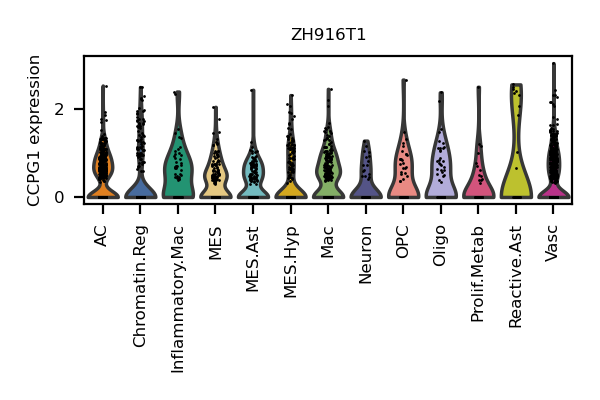 ZH916T1
CCPG1 expression
2
0
AC
Chromatin.Reg
Inflammatory.Mac
MES
MES.Ast
MES.Hyp
Mac
Neuron
OPC
Oligo
Prolif.Metab
Reactive.Ast
Vasc